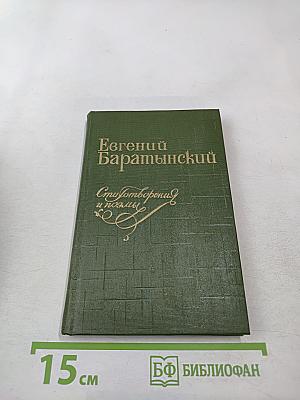 Евгений
Баратынский
Стихотворения
и поэмы
15 см
БФ БИБЛИОФАН